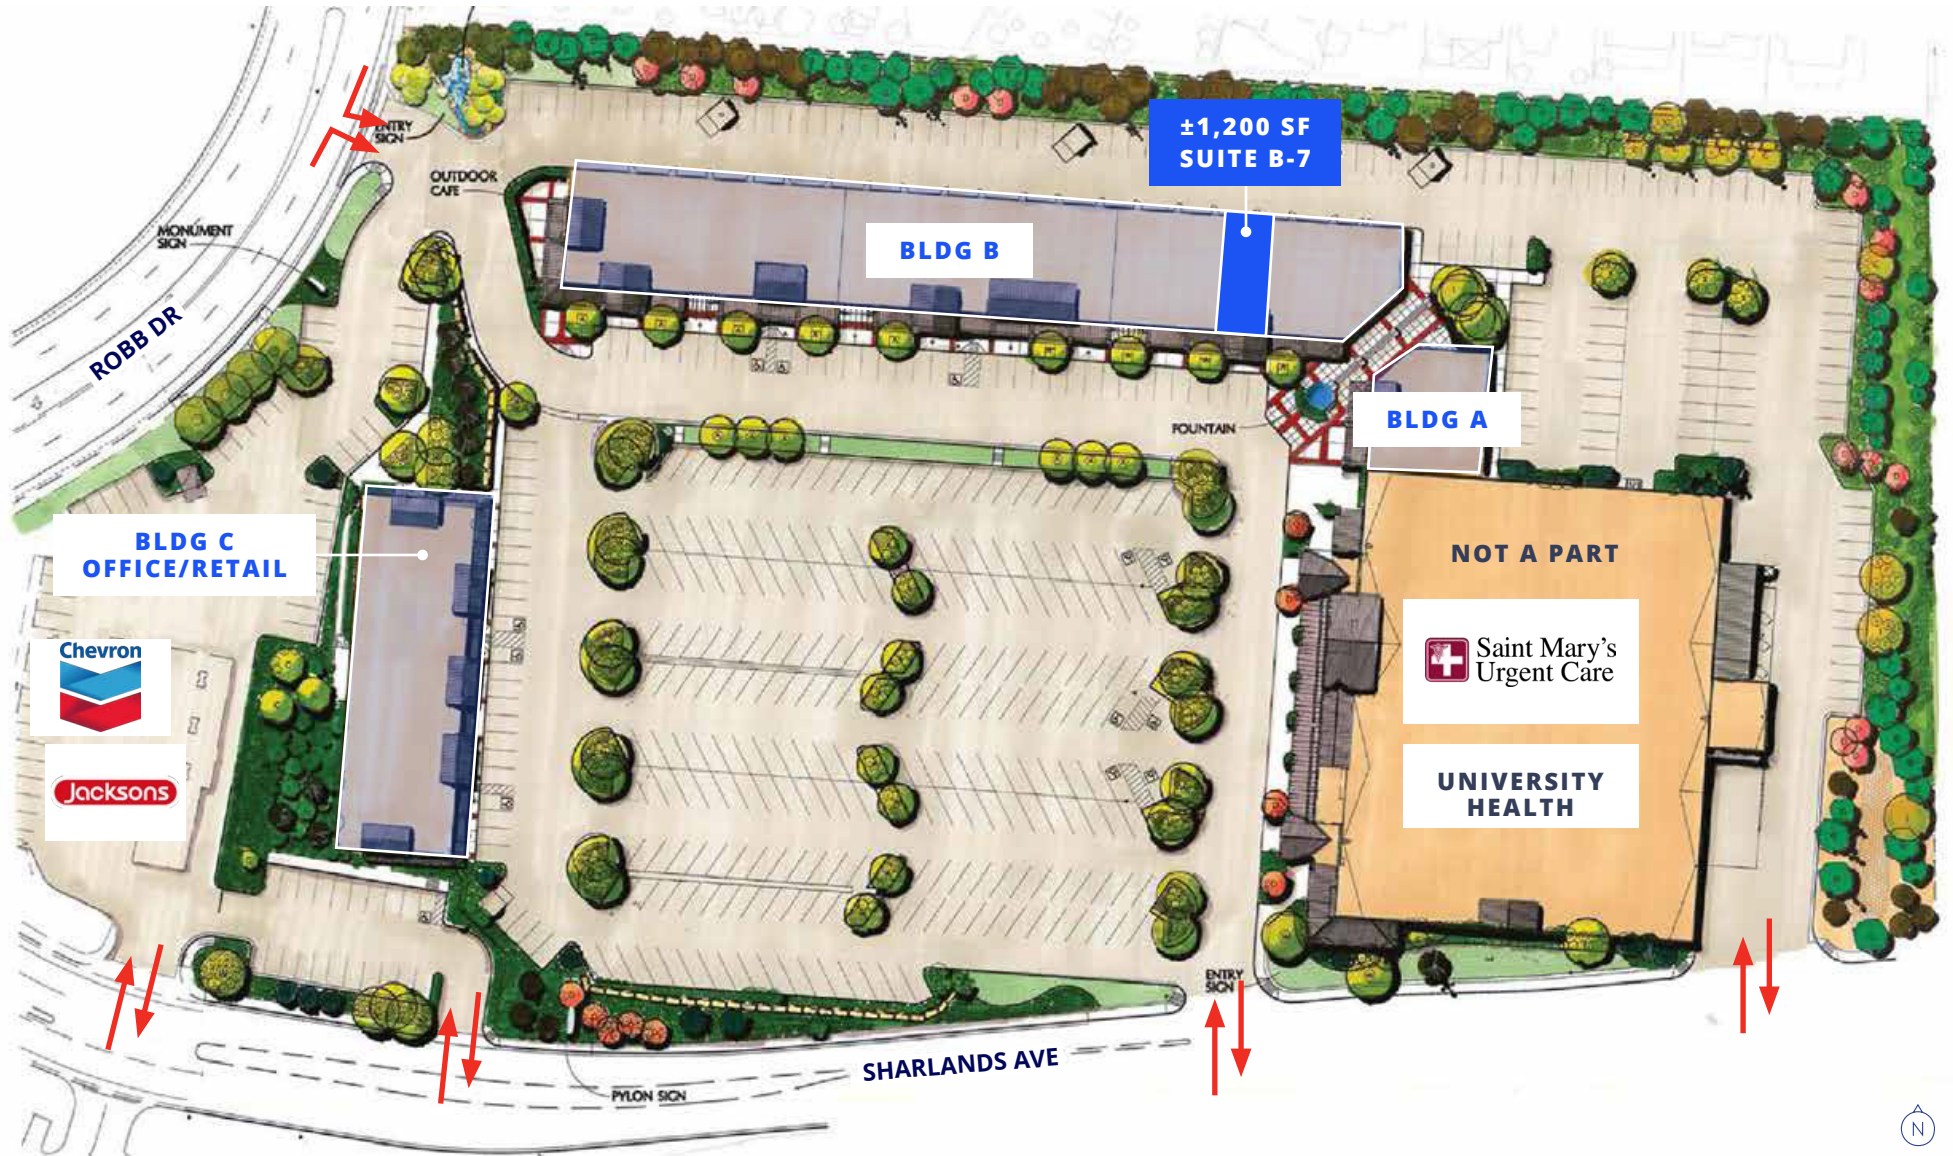 ±1,200 SF
SUITE B-7
ENTRY
SIGN
OUTDOOR
CAFE
MONUMENT
SIGN
BLDG B
ROBB DR
FOUNTAIN
BLDG A
BLDG C
OFFICE/RETAIL
NOT A PART
Saint Mary's
Urgent Care
Chevron
Jacksons
UNIVERSITY
HEALTH
ENTRY
SIGN
SHARLANDS AVE
PYLON SIGN
N